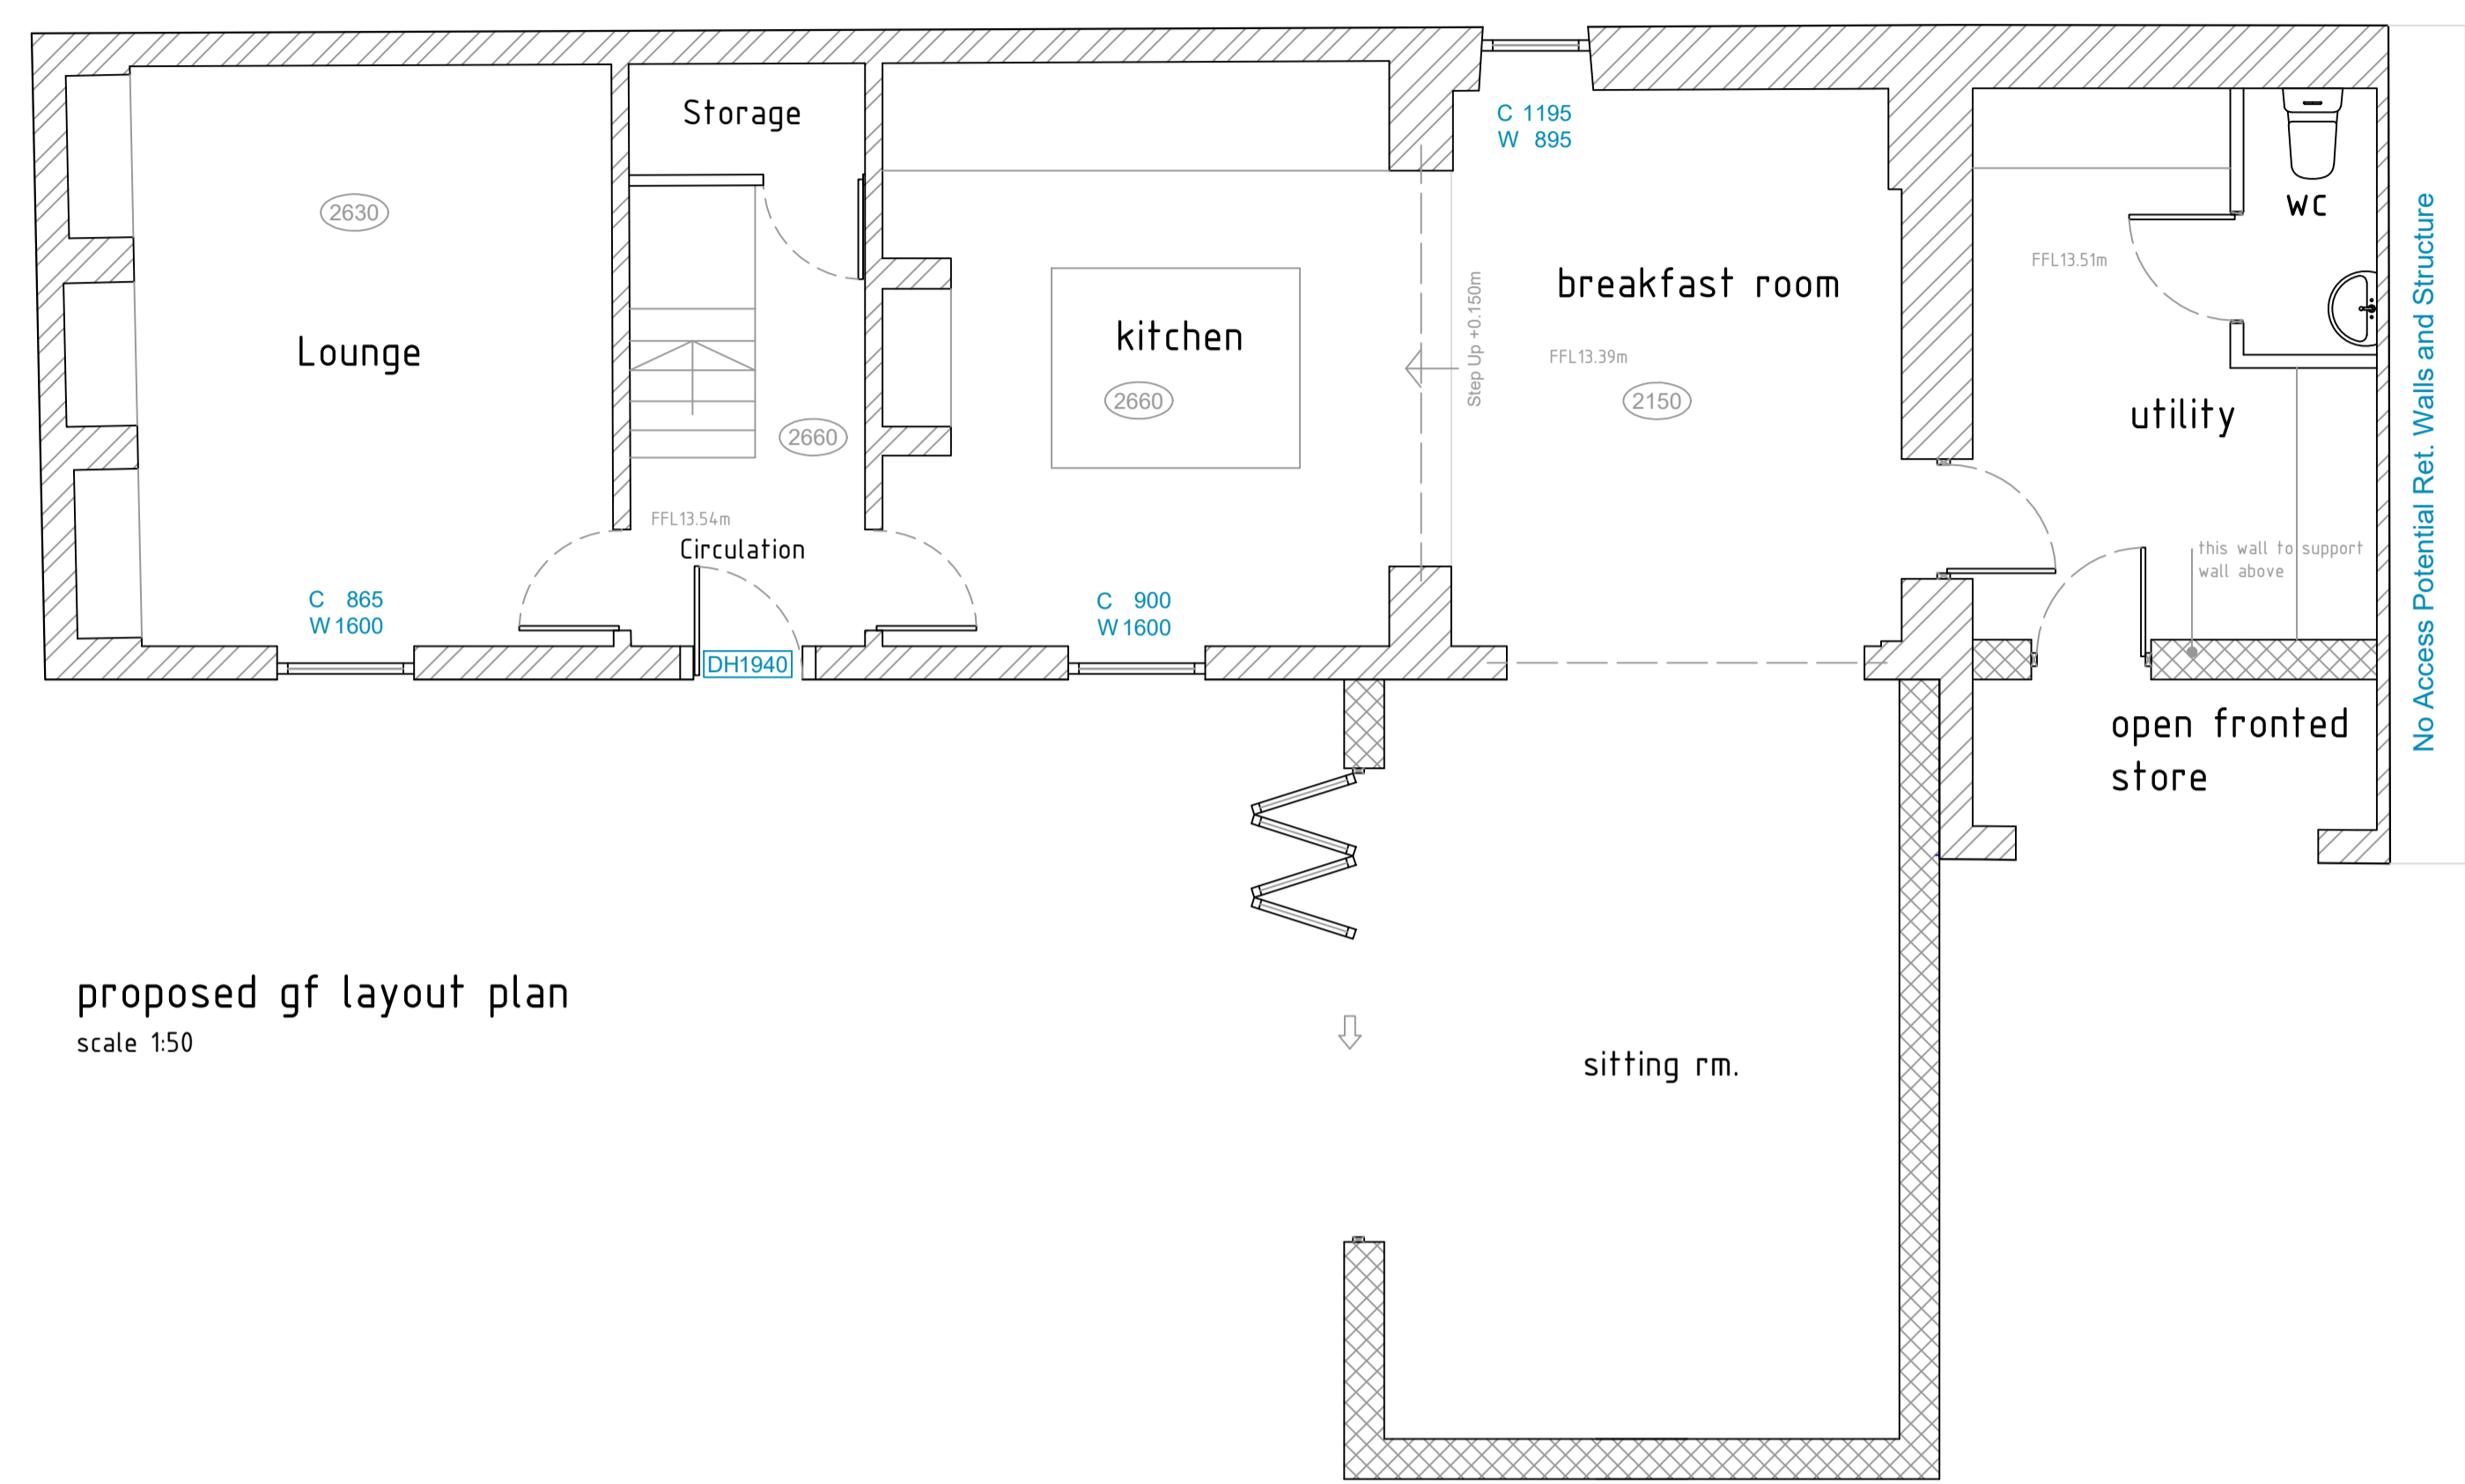 Storage
C 1195
W 895
2630
wc
No Access Potential Ret. Walls and Structure
FFL13.51m
breakfast room
Step Up +0.150m
kitchen
Lounge
FFL13.39m
2660
2150
utility
2660
FFL13.54m
Circulation
this wall to support
wall above
C 865
W 1600
C 900
W 1600
DH1940
open fronted
store
proposed gf layout plan
scale 1:50
sitting rm.